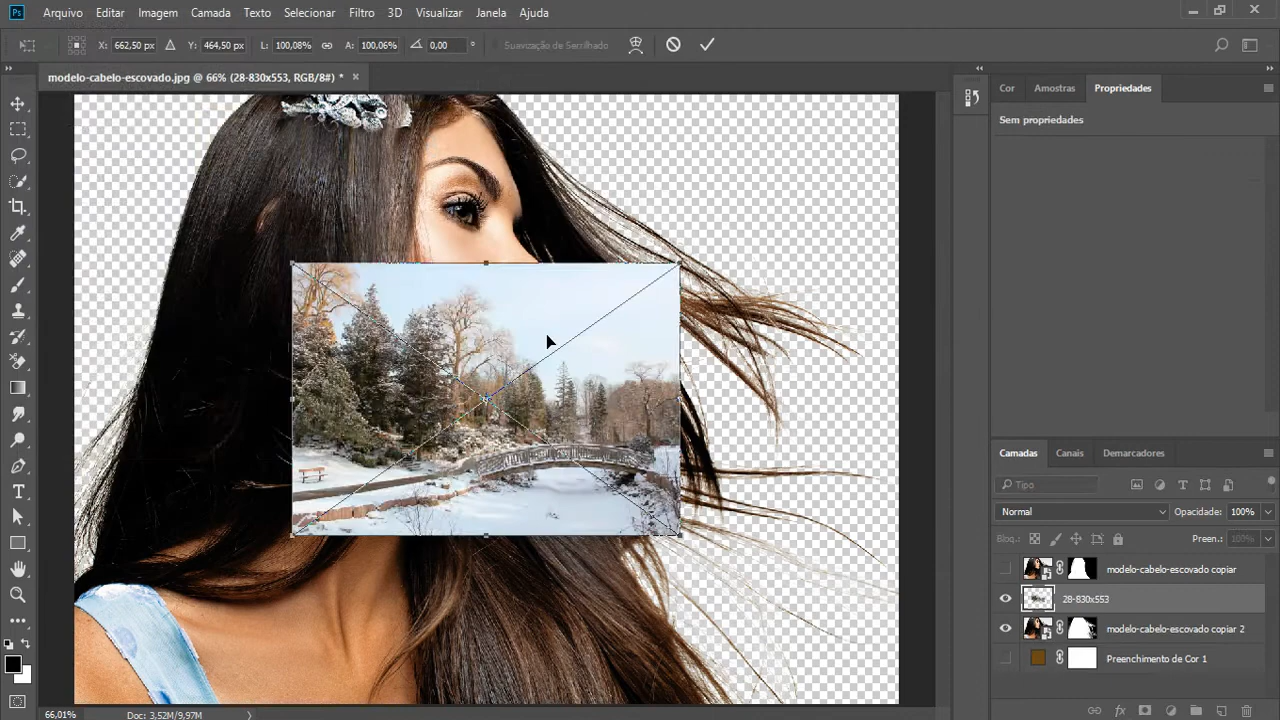 Ps Arquivo Editar Imagem Camada Texto Selecionar Filtro 3D Visualizar Janela Ajuda
X: 662,50 px Y: 464,50 px L: 100,08% A: 100,06% 0,00 ° Suavização de Serrilhado
modelo-cabelo-escovado.jpg @ 66% (28-830x553, RGB/8#) * ×
Cor Amostras Propriedades
Sem propriedades
Camadas Canais Demarcadores
Tipo
Normal Opacidade: 100%
Bloq.: Preen.: 100%
modelo-cabelo-escovado copiar
28-830x553
modelo-cabelo-escovado copiar 2
Preenchimento de Cor 1
66,01% Doc: 3,52M/9,97M